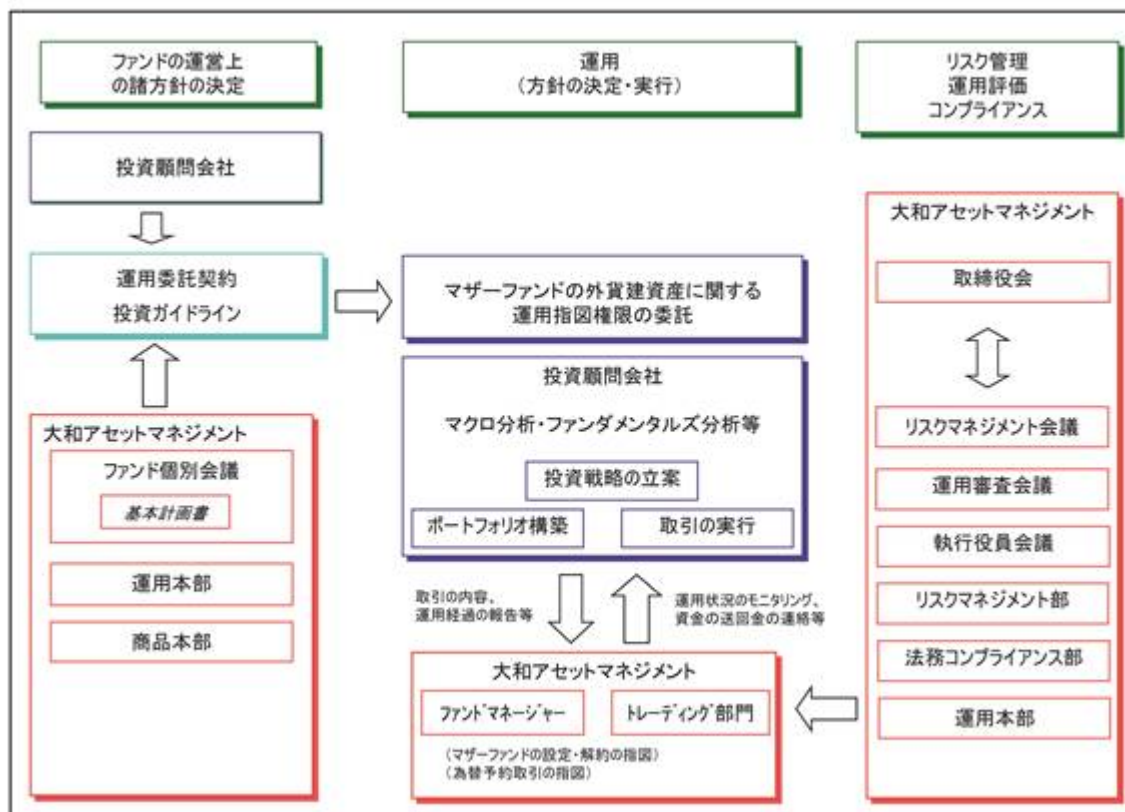 ファンドの運営上
の諸方針の決定
運用
（方針の決定・実行）
リスク管理
運用評価
コンプライアンス
投資顧問会社
運用委託契約
投資ガイドライン
大和アセットマネジメント
ファンド個別会議
基本計画書
運用本部
商品本部
マザーファンドの外貨建資産に関する
運用指図権限の委託
投資顧問会社
マクロ分析・ファンダメンタルズ分析等
投資戦略の立案
ポートフォリオ構築
取引の実行
取引の内容、
運用経過の報告等
運用状況のモニタリング、
資金の送回金の連絡等
大和アセットマネジメント
ファンドマネージャー
トレーディング部門
（マザーファンドの設定・解約の指図）
（為替予約取引の指図）
大和アセットマネジメント
取締役会
リスクマネジメント会議
運用審査会議
執行役員会議
リスクマネジメント部
法務コンプライアンス部
運用本部